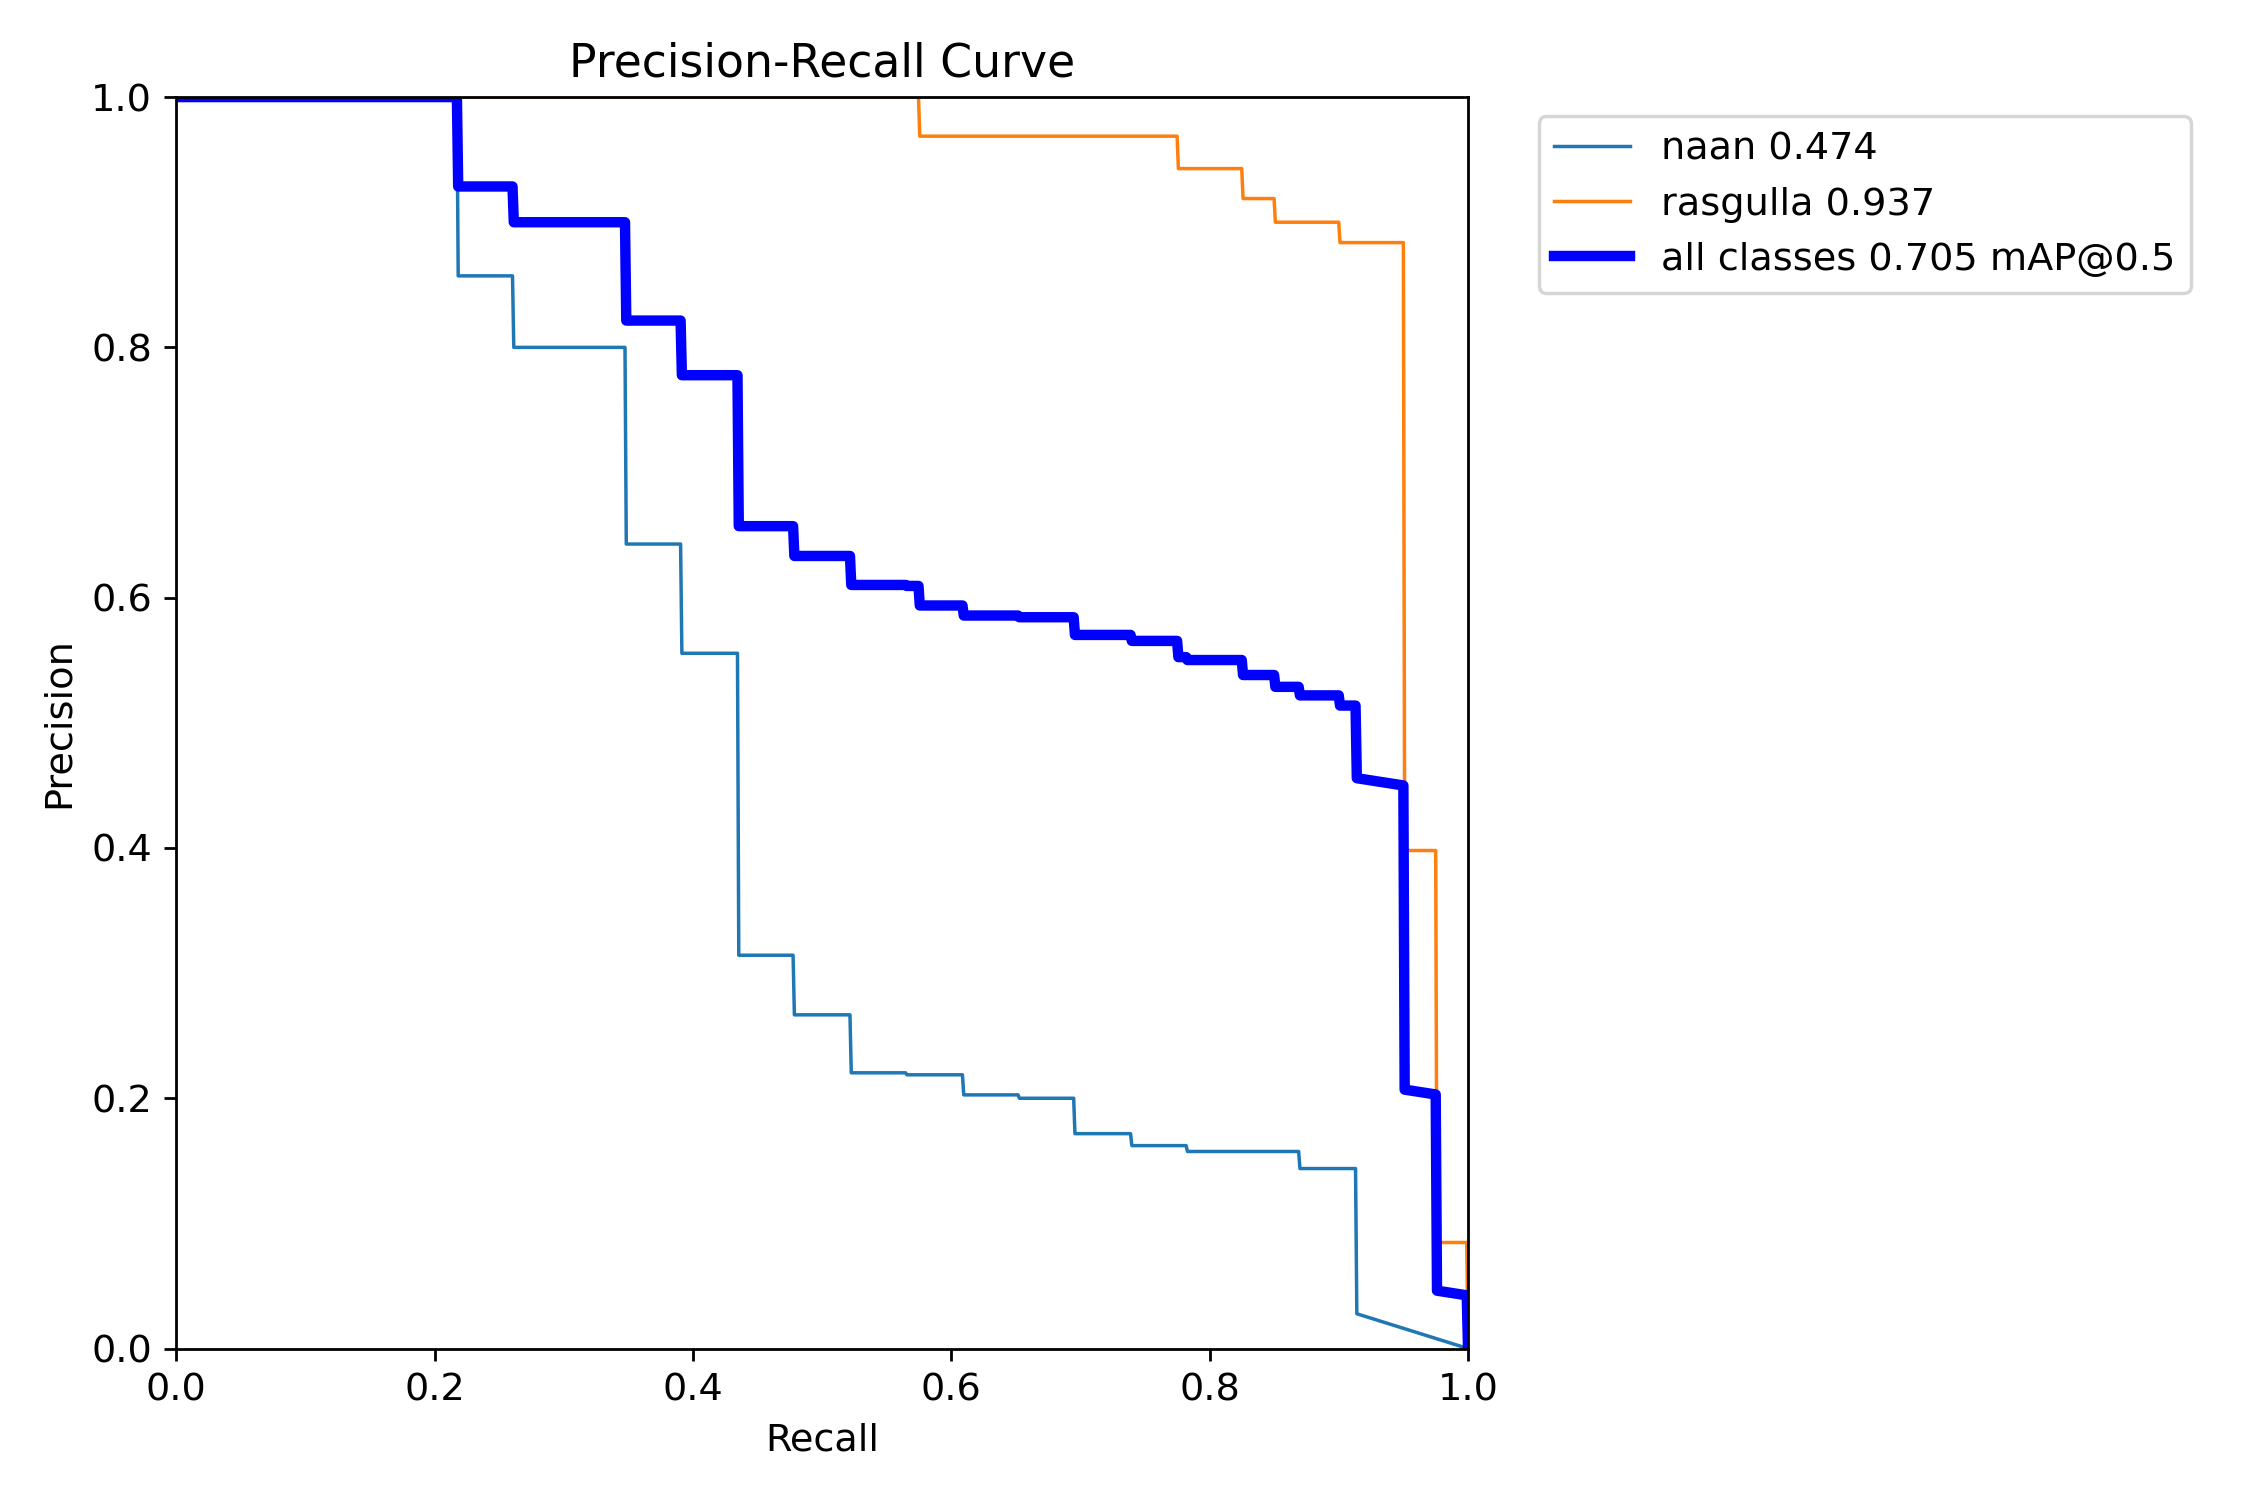 Precision-Recall Curve
naan 0.474
rasgulla 0.937
all classes 0.705 mAP@0.5
Precision
1.0
0.8
0.6
0.4
0.2
0.0
0.0 0.2 0.4 0.6 0.8 1.0
Recall